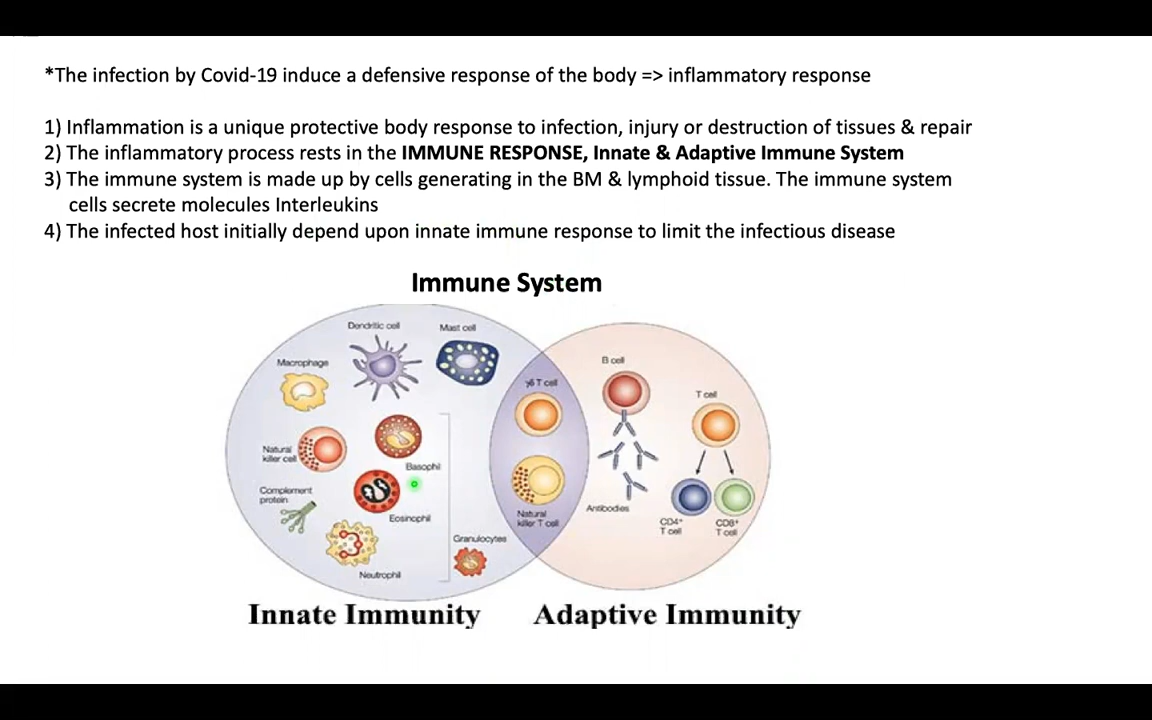 *The infection by Covid-19 induce a defensive response of the body => inflammatory response
1) Inflammation is a unique protective body response to infection, injury or destruction of tissues & repair
2) The inflammatory process rests in the IMMUNE RESPONSE, Innate & Adaptive Immune System
3) The immune system is made up by cells generating in the BM & lymphoid tissue. The immune system
cells secrete molecules Interleukins
4) The infected host initially depend upon innate immune response to limit the infectious disease
Immune System
Dendritic cell
Mast cell
Macrophage
γδ T cell
B cell
T cell
Natural
killer cell
Basophil
Complement
protein
Eosinophil
Natural
killer T cell
Antibodies
CD4+
T cell
CD8+
T cell
Granulocytes
Neutrophil
Innate Immunity
Adaptive Immunity